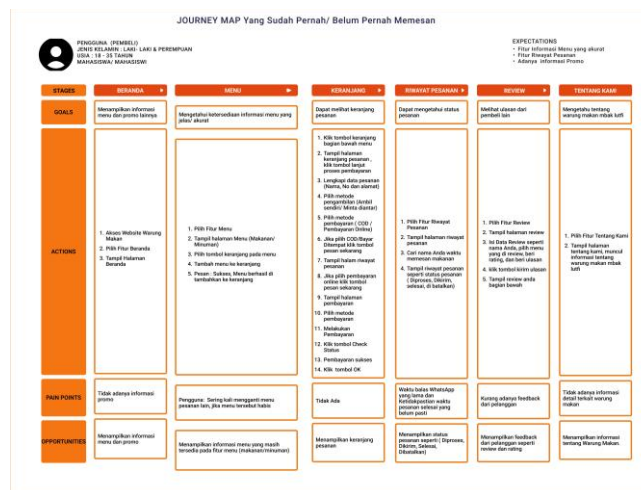 JOURNEY MAP Yang Sudah Pernah/ Belum Pernah Memesan
PENGGUNA (PEMBELI)
JENIS KELAMIN : LAKI- LAKI & PEREMPUAN
USIA : 18 - 35 TAHUN
MAHASISWA/ MAHASISWI
EXPECTATIONS
- Fitur Informasi Menu yang akurat
- Fitur Riwayat Pesanan
- Adanya informasi Promo
STAGES
BERANDA
MENU
KERANJANG
RIWAYAT PESANAN
REVIEW
TENTANG KAMI
GOALS
Menampilkan informasi
menu dan promo lainnya
Mengetahui ketersediaan informasi menu yang
jelas/ akurat
Dapat melihat keranjang
pesanan
Dapat mengetahui status
pesanan
Melihat ulasan dari
pembeli lain
Mengetahu tentang
warung makan mbak lutfi
ACTIONS
1. Akses Website Warung
Makan
2. Pilih Fitur Beranda
3. Tampil Halaman
Beranda
1. Pilih Fitur Menu
2. Tampil halaman Menu (Makanan/
Minuman)
3. Pilih tombol keranjang pada menu
4. Tambah menu ke keranjang
5. Pesan : Sukses, Menu berhasil di
tambahkan ke keranjang
1. Klik tombol keranjang
bagian bawah menu
2. Tampil halaman
keranjang pesanan ,
klik tombol lanjut
proses pembayaran
3. Lengkapi data pesanan
(Nama, No dan alamat)
4. Pilih metode
pengambilan (Ambil
sendiri/ Minta diantar)
5. Pilih metode
pembayaran ( COD /
Pembayaran Online)
6. Jika pilih COD/Bayar
Ditempat klik tombol
pesan sekarang
7. Tampil halam riwayat
pesanan
8. Jika pilih pembayaran
online klik tombol
pesan sekarang
9. Tampil halaman
pembayaran
10. Pilih metode
pembayaran
11. Melakukan
Pembayaran
12. Klik tombol Check
Status
13. Pembayaran sukses
14. Klik tombol OK
1. Pilih Fitur Riwayat
Pesanan
2. Tampil halaman riwayat
pesanan
3. Cari nama Anda waktu
memesan makanan
4. Tampil riwayat pesanan
seperti status pesanan
( Diproses, Dikirim,
selesai, di batalkan)
1. Pilih Fitur Review
2. Tampil halaman review
3. Isi Data Review seperti
nama Anda, pilih menu
yang di review, beri
rating, dan beri ulasan
4. klik tombol kirim ulasan
5. Tampil review anda
bagian bawah
1. Pilih Fitur Tentang Kami
2. Tampil halaman
tentang kami, muncul
informasi tentang
warung makan mbak
lutfi
PAIN POINTS
Tidak adanya informasi
promo
Pengguna: Sering kali mengganti menu
pesanan lain, jika menu tersebut habis
Tidak Ada
Waktu balas WhatsApp
yang lama dan
Ketidakpastian waktu
pesanan selesai yang
belum pasti
Kurang adanya feedback
dari pelanggan
Tidak adanya informasi
detail terkait warung
makan
OPPORTUNITIES
Menampilkan informasi
menu dan promo
Menampilkan informasi menu yang masih
tersedia pada fitur menu (makanan/minuman)
Menampilkan keranjang
pesanan
Menampilkan status
pesanan seperti ( Diproses,
Dikirim, Selesai,
Dibatalkan)
Menampilkan feedback
dari pelanggan seperti
review dan rating
Menampilkan informasi
tentang Warung Makan.